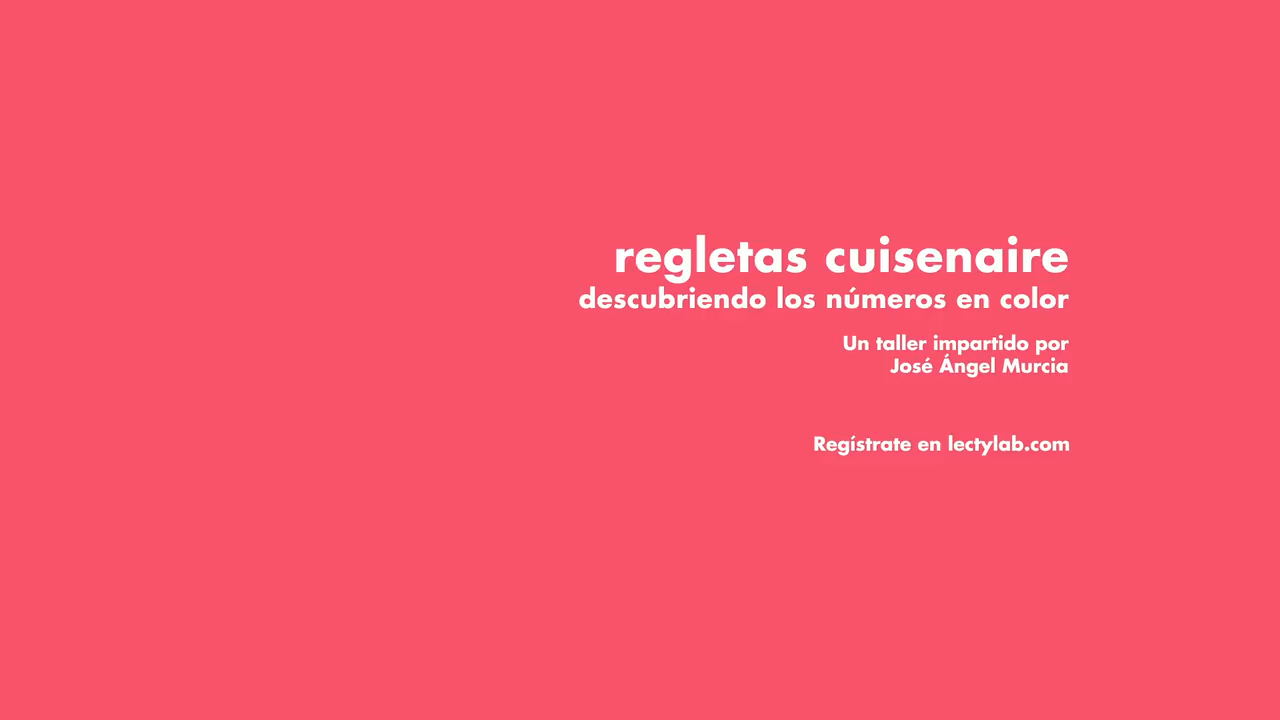 regletas cuisenaire
descubriendo los números en color
Un taller impartido por
José Ángel Murcia
Regístrate en lectylab.com